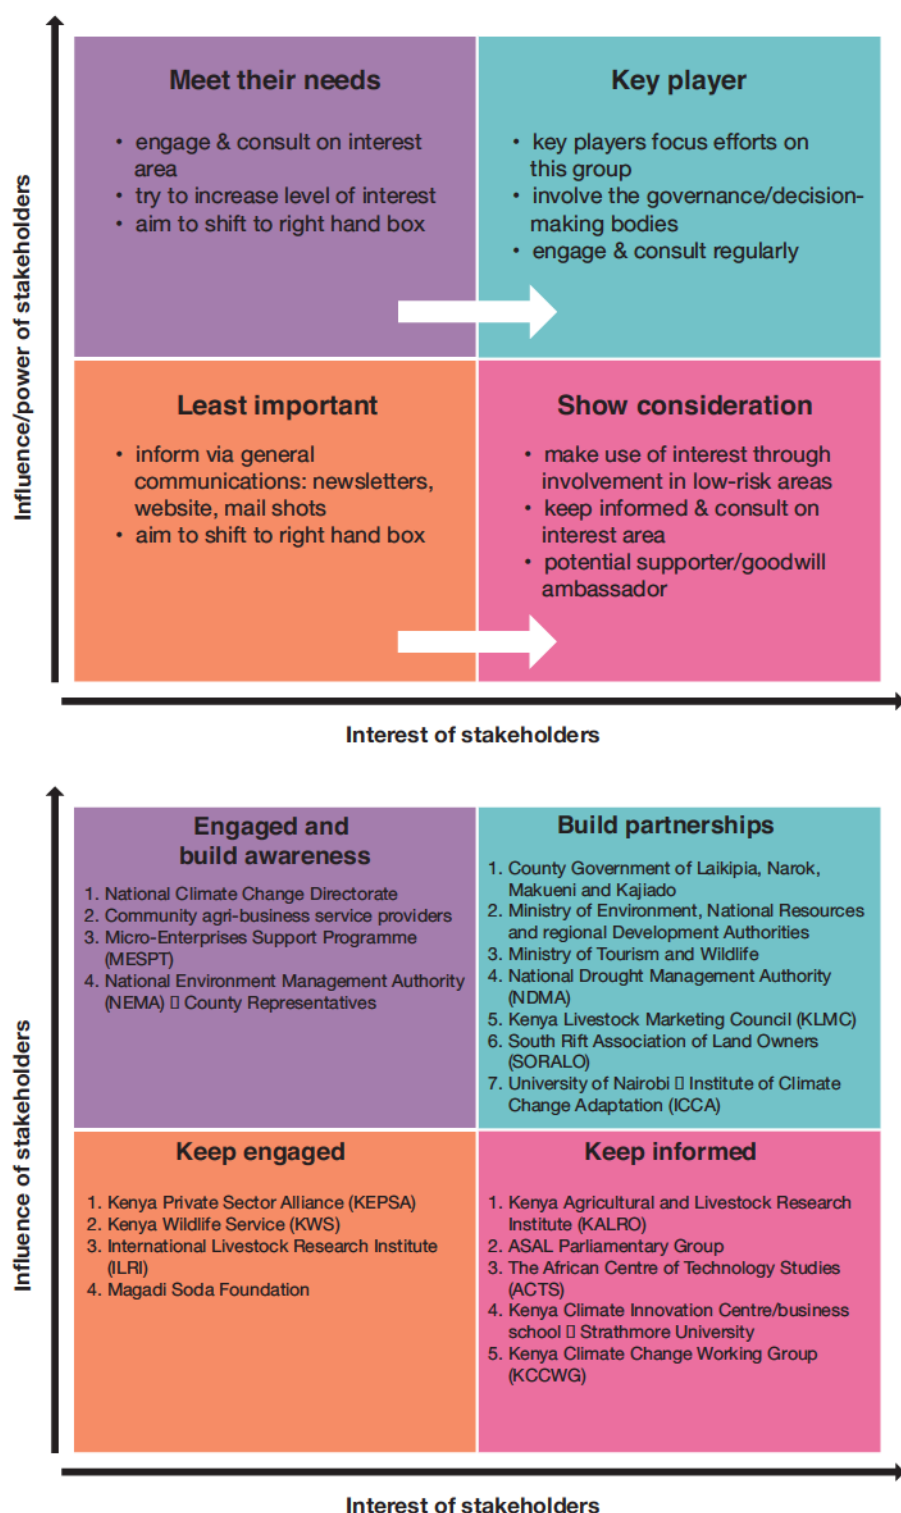 Influence/power of stakeholders
Meet their needs
• engage & consult on interest
area
• try to increase level of interest
• aim to shift to right hand box
Key player
• key players focus efforts on
this group
• involve the governance/decision-
making bodies
• engage & consult regularly
Least important
• inform via general
communications: newsletters,
website, mail shots
• aim to shift to right hand box
Show consideration
• make use of interest through
involvement in low-risk areas
• keep informed & consult on
interest area
• potential supporter/goodwill
ambassador
Interest of stakeholders
Influence of stakeholders
Engaged and
build awareness
1. National Climate Change Directorate
2. Community agri-business service providers
3. Micro-Enterprises Support Programme
(MESPT)
4. National Environment Management Authority
(NEMA) ▯ County Representatives
Build partnerships
1. County Government of Laikipia, Narok,
Makueni and Kajiado
2. Ministry of Environment, National Resources
and regional Development Authorities
3. Ministry of Tourism and Wildlife
4. National Drought Management Authority
(NDMA)
5. Kenya Livestock Marketing Council (KLMC)
6. South Rift Association of Land Owners
(SORALO)
7. University of Nairobi ▯ Institute of Climate
Change Adaptation (ICCA)
Keep engaged
1. Kenya Private Sector Alliance (KEPSA)
2. Kenya Wildlife Service (KWS)
3. International Livestock Research Institute
(ILRI)
4. Magadi Soda Foundation
Keep informed
1. Kenya Agricultural and Livestock Research
Institute (KALRO)
2. ASAL Parliamentary Group
3. The African Centre of Technology Studies
(ACTS)
4. Kenya Climate Innovation Centre/business
school ▯ Strathmore University
5. Kenya Climate Change Working Group
(KCCWG)
Interest of stakeholders